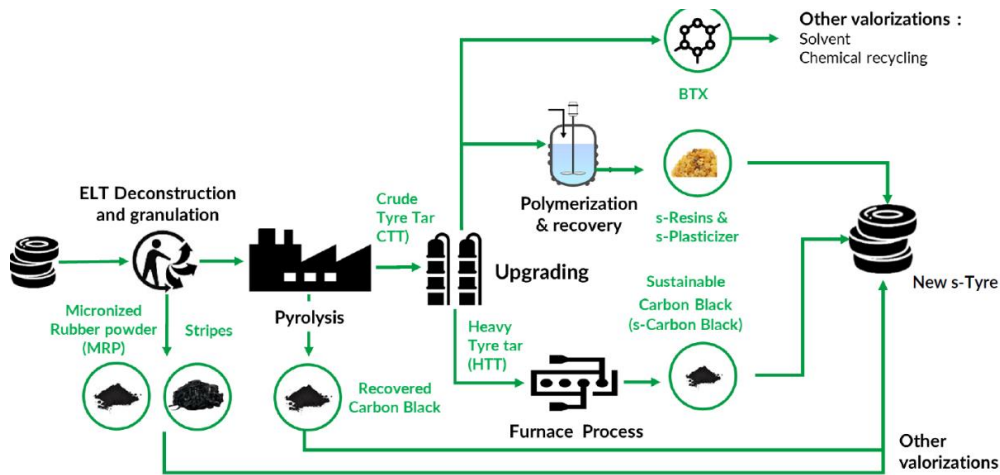 Other valorizations :
Solvent
Chemical recycling
BTX
ELT Deconstruction
and granulation
Crude
Tyre Tar
CTT)
Polymerization
& recovery
s-Resins &
s-Plasticizer
Upgrading
New s-Tyre
Pyrolysis
Micronized
Rubber powder
(MRP)
Stripes
Heavy
Tyre tar
(HTT)
Sustainable
Carbon Black
(s-Carbon Black)
Recovered
Carbon Black
Furnace Process
Other
valorizations